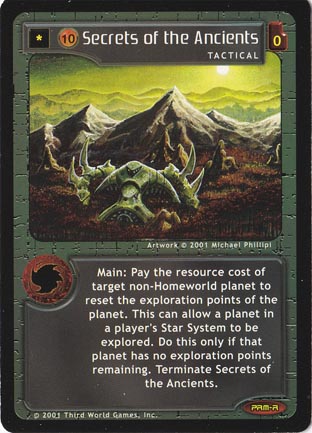 * 10 Secrets of the Ancients 0
TACTICAL
Artwork © 2001 Michael Phillipi
Main: Pay the resource cost of
target non-Homeworld planet to
reset the exploration points of the
planet. This can allow a planet in
a player's Star System to be
explored. Do this only if that
planet has no exploration points
remaining. Terminate Secrets of
the Ancients.
PRM-R
© 2001 Third World Games, Inc.